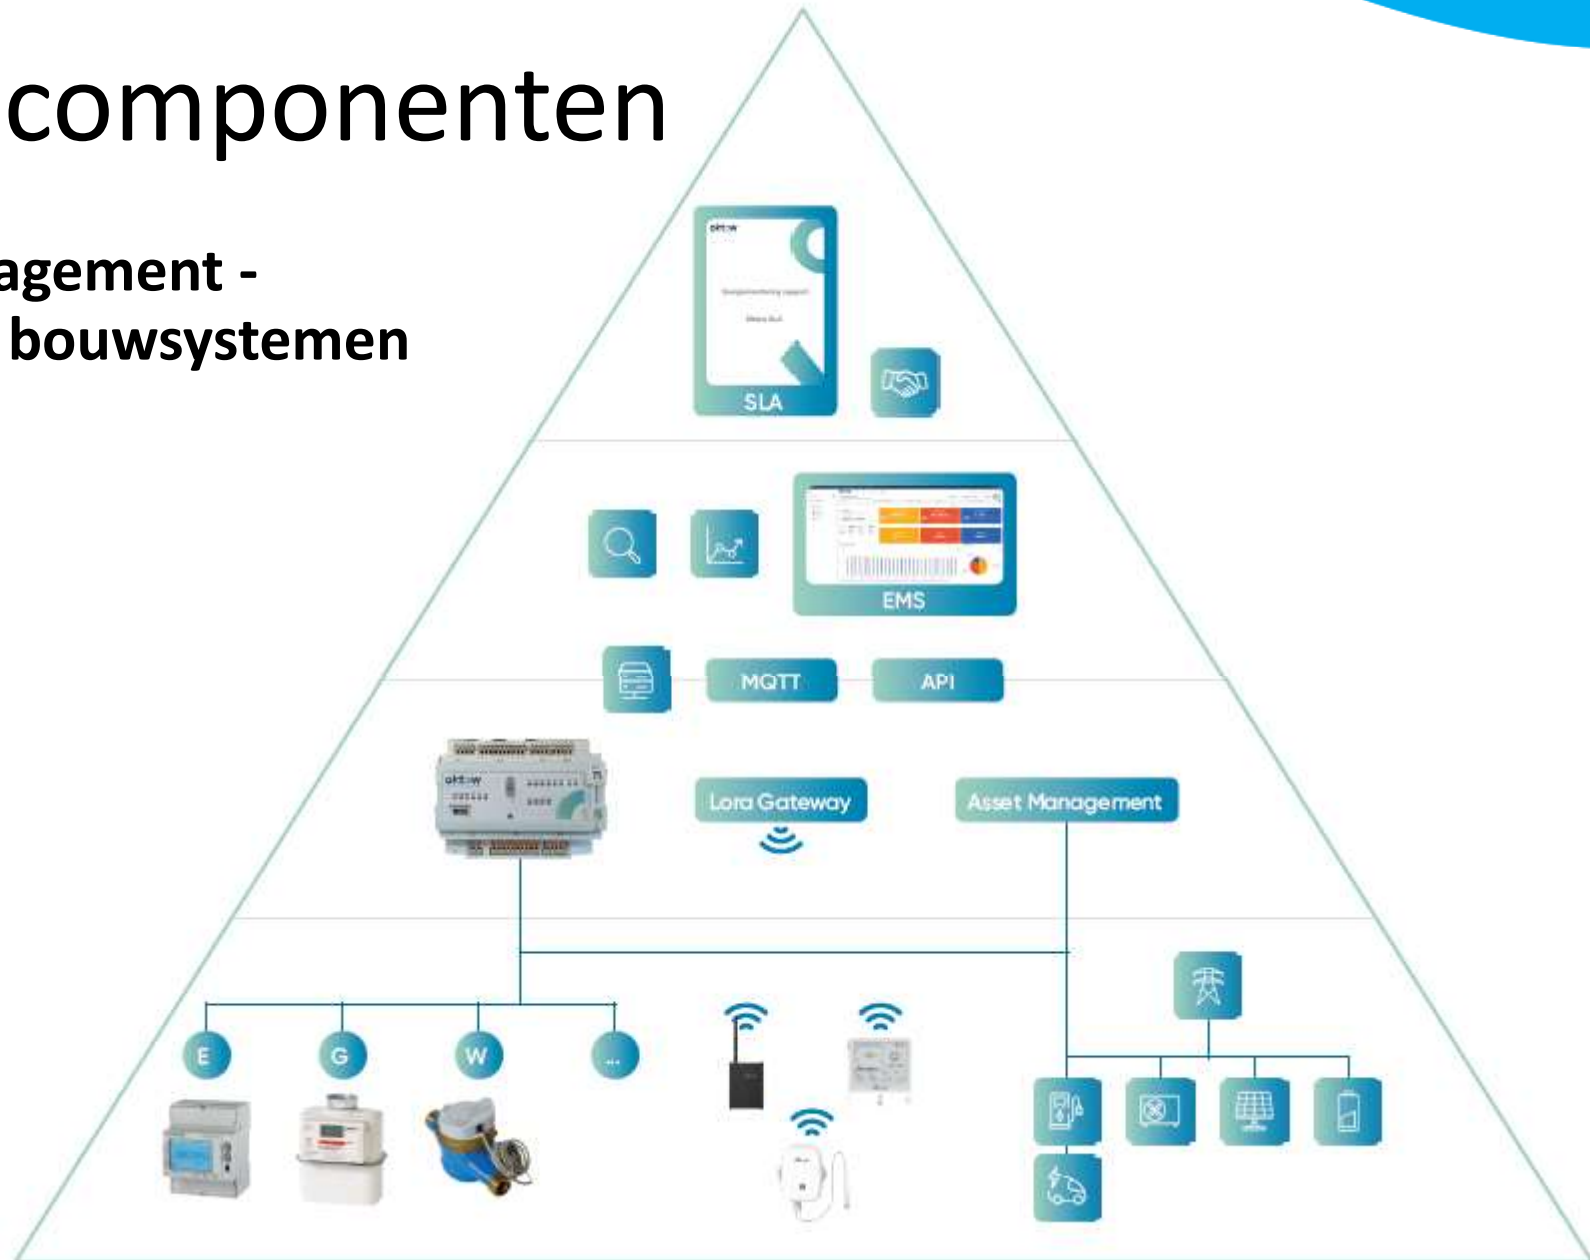 componenten
agement -
bouwsystemen
SLA
EMS
MQTT
API
Lora Gateway
Asset Management
E
G
W
...